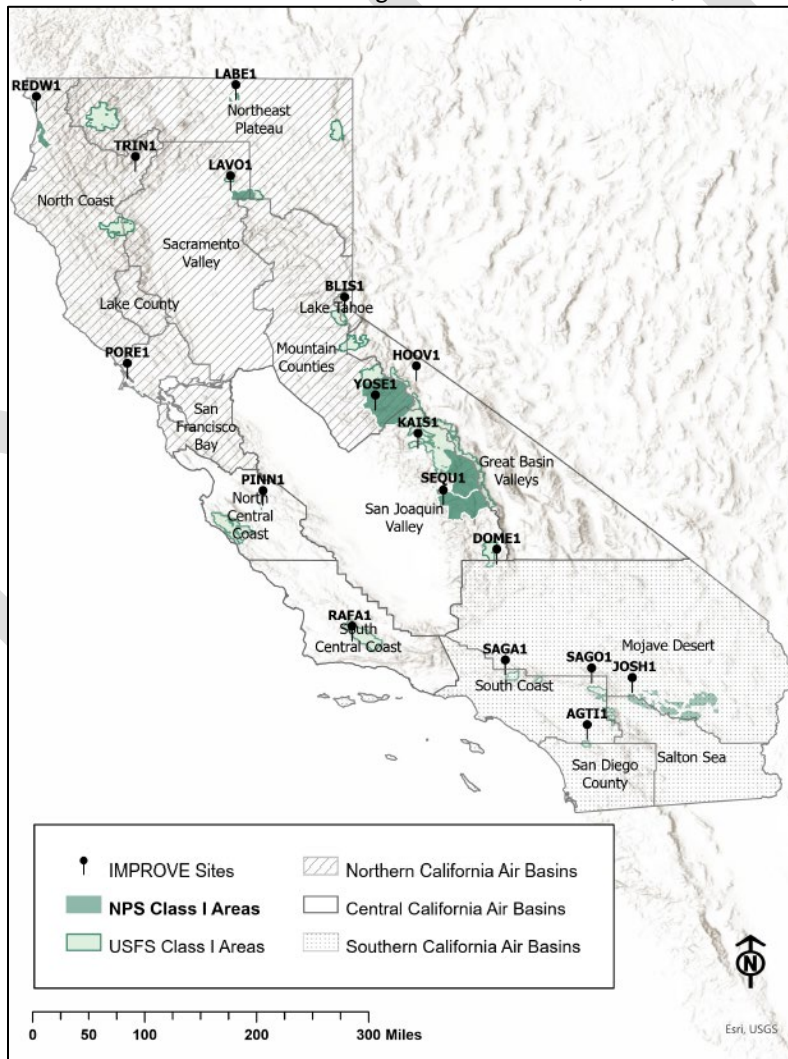 REDW1
LABE1
Northeast
Plateau
TRIN1
LAVO1
North Coast
Sacramento
Valley
BLIS1
Lake Tahoe
Lake County
PORE1
Mountain
Counties
HOOV1
YOSE1
San
Francisco
Bay
KAIS1
PINN1
North
Central
Coast
SEQU1
Great Basin
Valleys
San Joaquin
Valley
DOME1
RAFA1
South
Central Coast
SAGA1
SAGO1
Mojave Desert
JOSH1
South Coast
AGTI1
San Diego
County
Salton Sea
IMPROVE Sites
NPS Class I Areas
USFS Class I Areas
Northern California Air Basins
Central California Air Basins
Southern California Air Basins
N
0 50 100 200 300 Miles
Esri, USGS